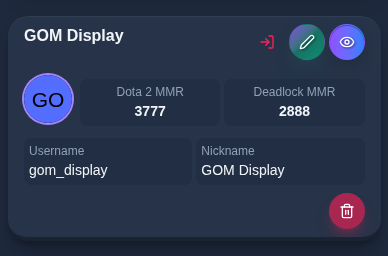 GOM Display
GO
Dota 2 MMR
3777
Deadlock MMR
2888
Username
gom_display
Nickname
GOM Display